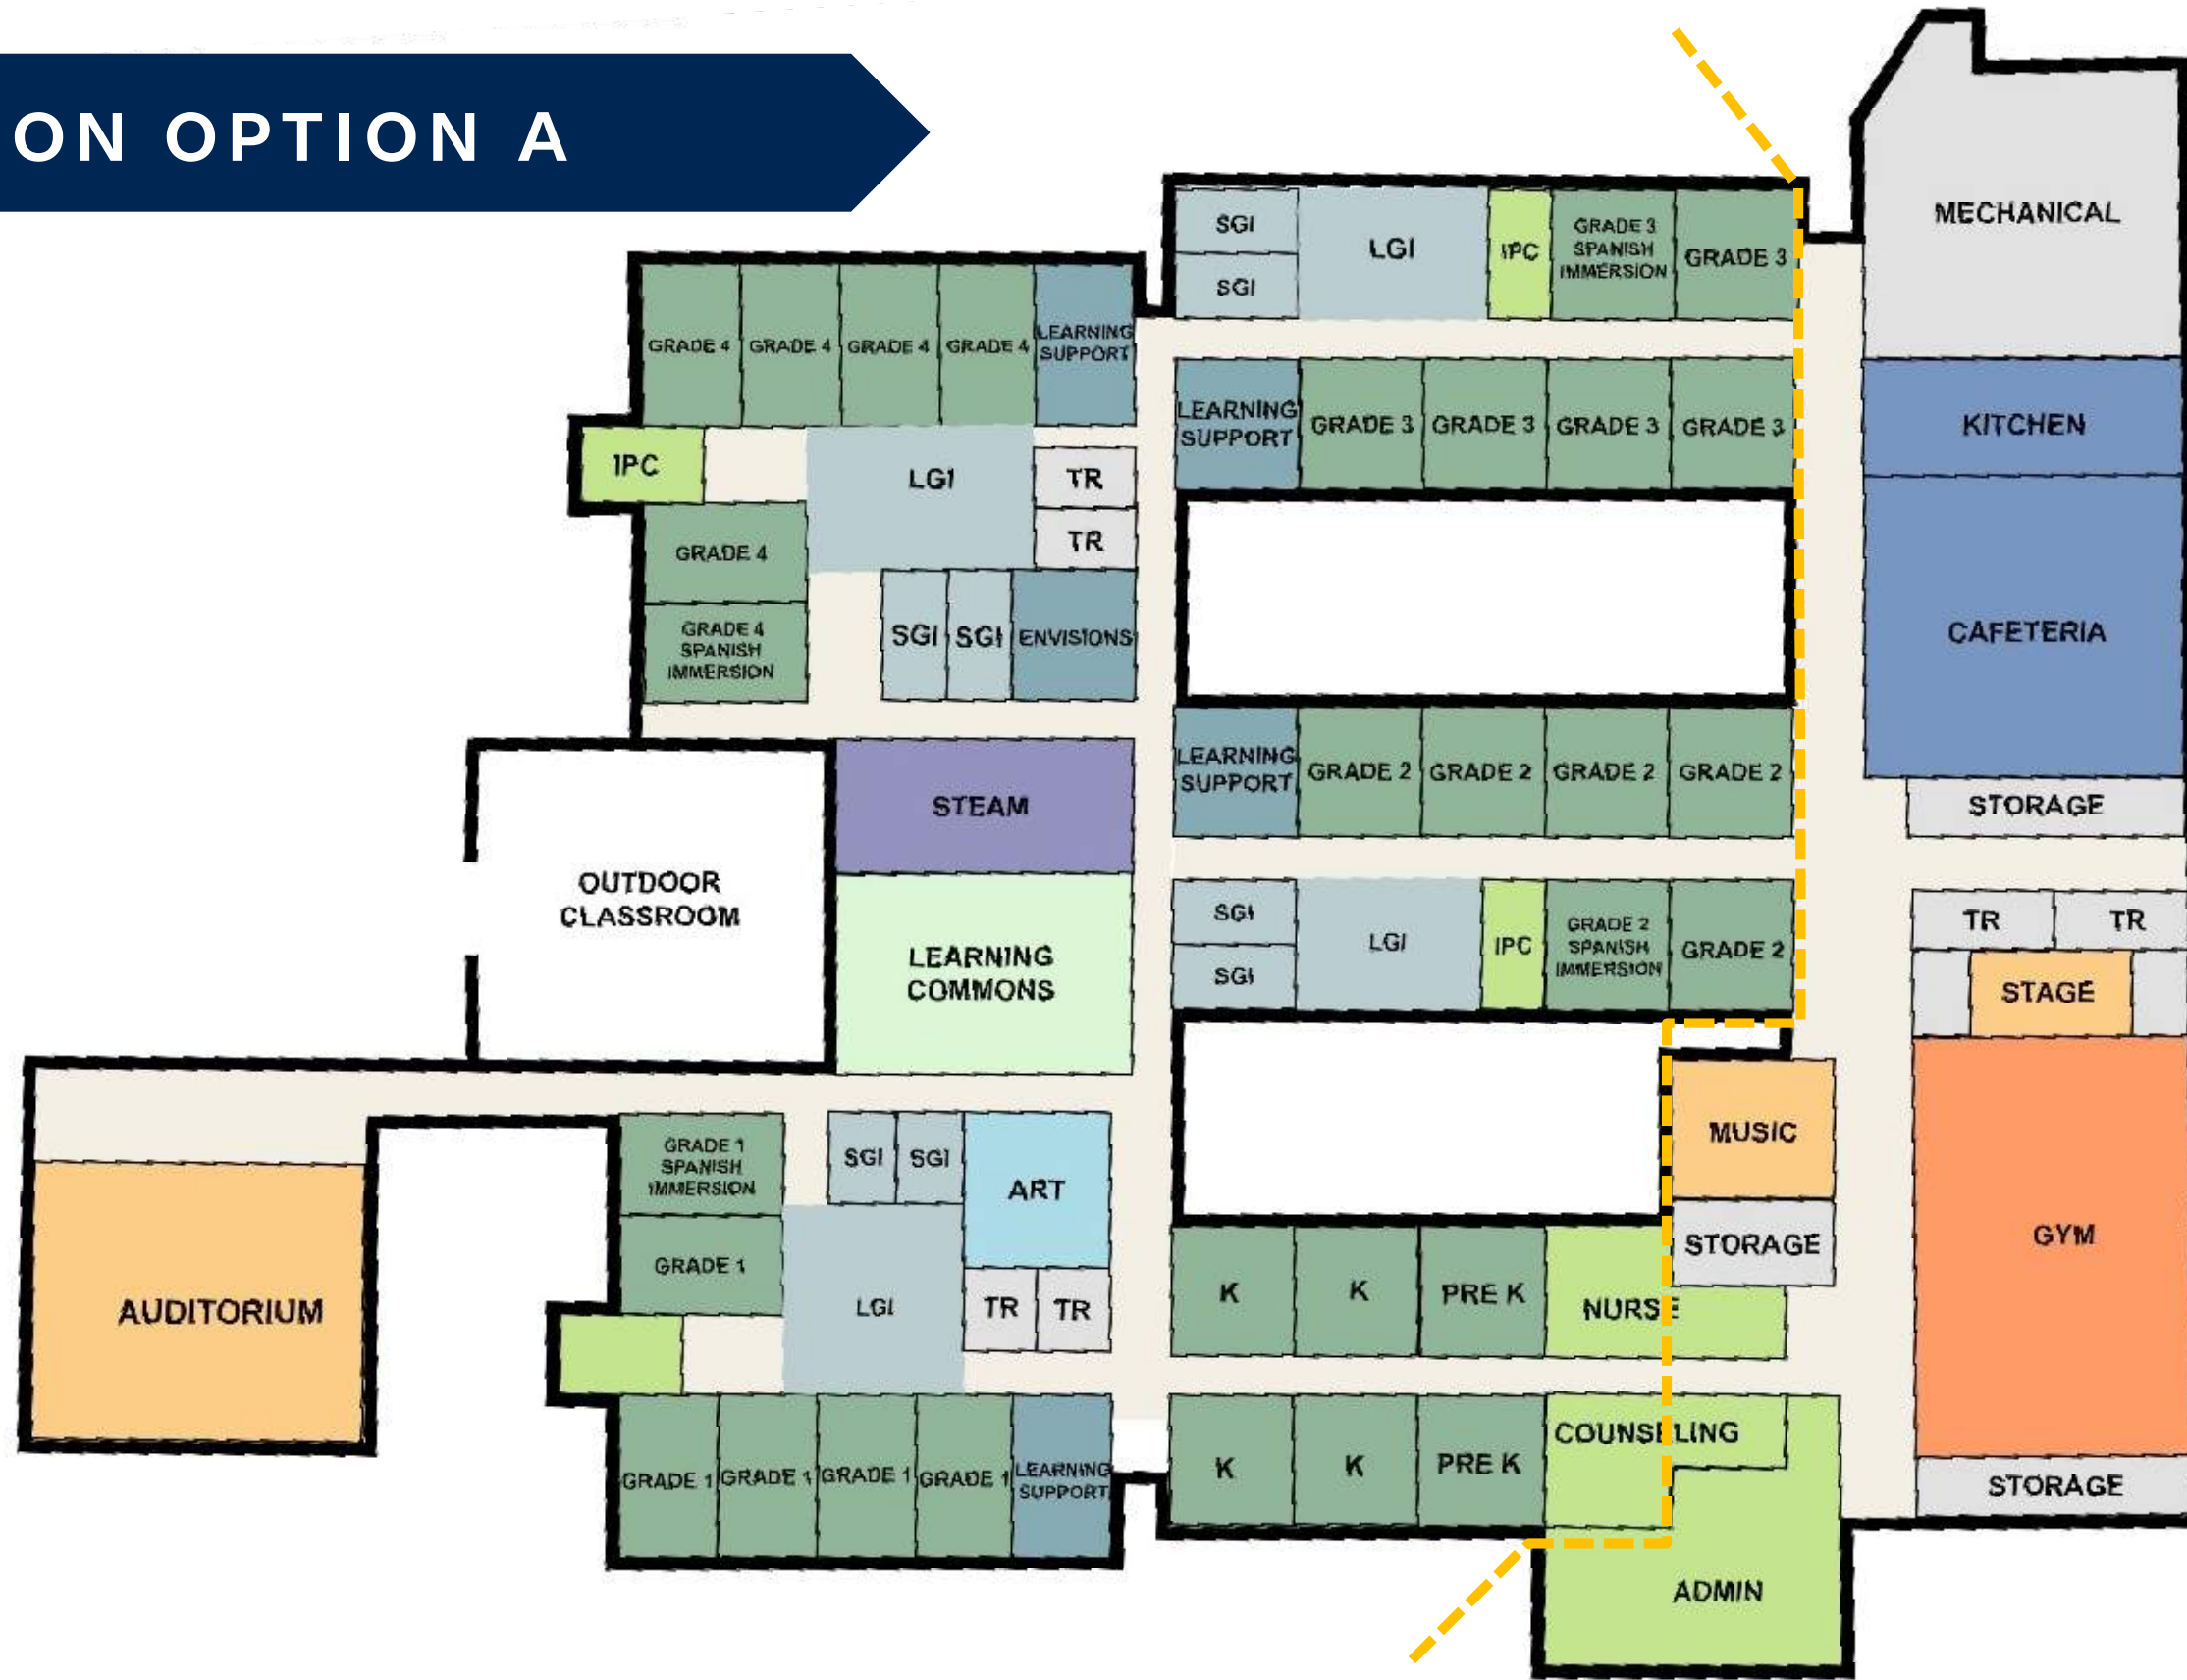 ON OPTION A
MECHANICAL
SGI
SGI
LGI
IPC
GRADE 3
SPANISH
IMMERSION
GRADE 3
GRADE 4
GRADE 4
GRADE 4
GRADE 4
LEARNING
SUPPORT
LEARNING
SUPPORT
GRADE 3
GRADE 3
GRADE 3
GRADE 3
KITCHEN
IPC
LGI
TR
TR
GRADE 4
GRADE 4
SPANISH
IMMERSION
SGI
SGI
ENVISIONS
CAFETERIA
STEAM
LEARNING
SUPPORT
GRADE 2
GRADE 2
GRADE 2
GRADE 2
STORAGE
OUTDOOR
CLASSROOM
LEARNING
COMMONS
SGI
SGI
LGI
IPC
GRADE 2
SPANISH
IMMERSION
GRADE 2
TR
TR
STAGE
MUSIC
GRADE 1
SPANISH
IMMERSION
SGI
SGI
ART
GRADE 1
STORAGE
GYM
AUDITORIUM
LGI
TR
TR
K
K
PRE K
NURSE
GRADE 1
GRADE 1
GRADE 1
GRADE 1
LEARNING
SUPPORT
K
K
PRE K
COUNSELING
STORAGE
ADMIN